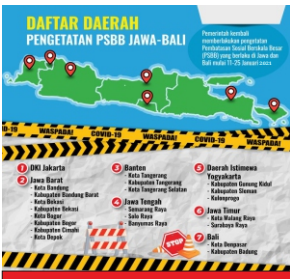 DAFTAR DAERAH
PENGETATAN PSBB JAWA-BALI
Pemerintah kembali
memberlakukan pengetatan
Pembatasan Sosial Berskala Besar
(PSBB) yang berlaku di Jawa dan
Bali mulai 11-25 Januari 2021
WASPADA! COVID-19 WASPADA! COVID-19 WASPADA!
1 DKI Jakarta
2 Jawa Barat
- Kota Bandung
- Kabupaten Bandung Barat
- Kota Bekasi
- Kabupaten Bekasi
- Kota Bogor
- Kabupaten Bogor
- Kabupaten Cimahi
- Kota Depok
3 Banten
- Kota Tangerang
- Kabupaten Tangerang
- Kota Tangerang Selatan
4 Jawa Tengah
- Semarang Raya
- Solo Raya
- Banyumas Raya
5 Daerah Istimewa
Yogyakarta
- Kabupaten Gunung Kidul
- Kabupaten Sleman
- Kulonprogo
6 Jawa Timur
- Kota Malang Raya
- Surabaya Raya
7 Bali
- Kota Denpasar
- Kabupaten Badung
STOP